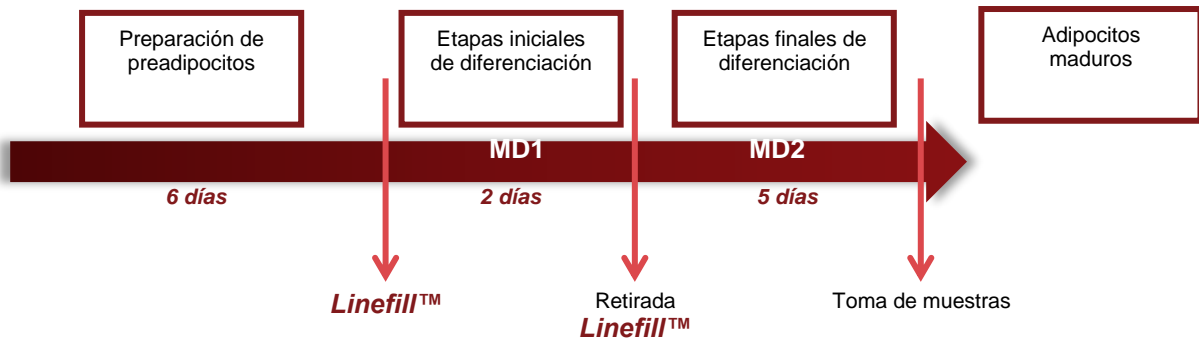 Preparación de
preadipocitos
Etapas iniciales
de diferenciación
Etapas finales de
diferenciación
Adipocitos
maduros
MD1
MD2
6 días
2 días
5 días
Linefill™
Retirada
Linefill™
Toma de muestras